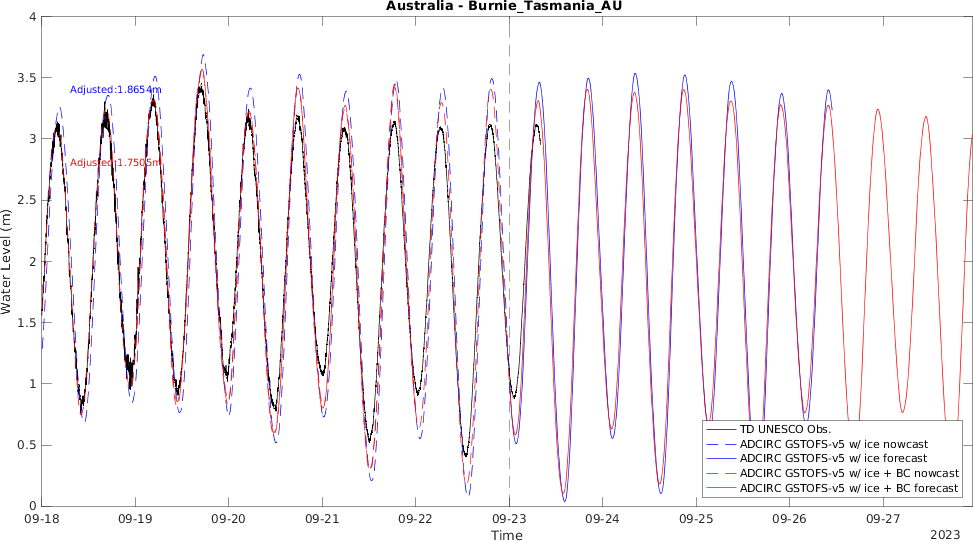 Australia - Burnie_Tasmania_AU
Water Level (m)
4
3.5
3
2.5
2
1.5
1
0.5
0
Adjusted:1.8654m
Adjusted:1.7505m
TD UNESCO Obs.
ADCIRC GSTOFS-v5 w/ ice nowcast
ADCIRC GSTOFS-v5 w/ ice forecast
ADCIRC GSTOFS-v5 w/ ice + BC nowcast
ADCIRC GSTOFS-v5 w/ ice + BC forecast
09-18 09-19 09-20 09-21 09-22 09-23 09-24 09-25 09-26 09-27
Time
2023